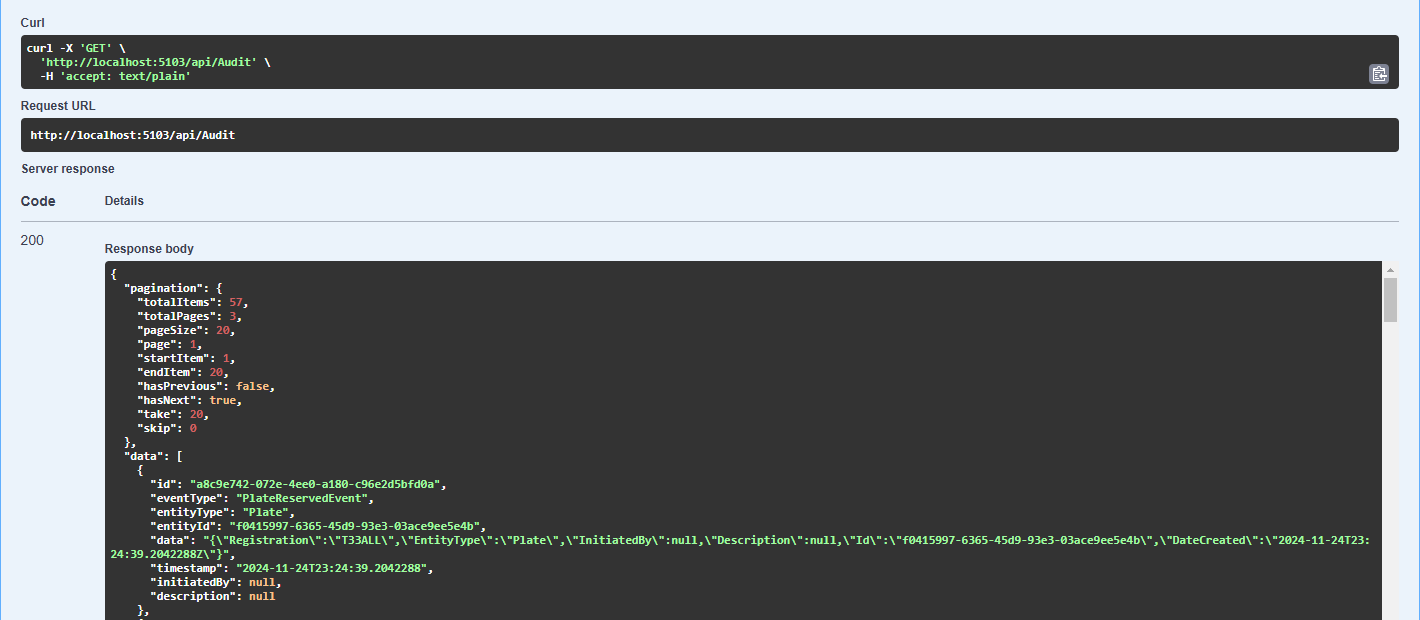 Curl
curl -X 'GET' \
  'http://localhost:5103/api/Audit' \
  -H 'accept: text/plain'
Request URL
http://localhost:5103/api/Audit
Server response
Code Details
200
Response body
{
  "pagination": {
    "totalItems": 57,
    "totalPages": 3,
    "pageSize": 20,
    "page": 1,
    "startItem": 1,
    "endItem": 20,
    "hasPrevious": false,
    "hasNext": true,
    "take": 20,
    "skip": 0
  },
  "data": [
    {
      "id": "a8c9e742-072e-4ee0-a180-c96e2d5bfd0a",
      "eventType": "PlateReservedEvent",
      "entityType": "Plate",
      "entityId": "f0415997-6365-45d9-93e3-03ace9ee5e4b",
      "data": "{\"Registration\":\"T33ALL\",\"EntityType\":\"Plate\",\"InitiatedBy\":null,\"Description\":null,\"Id\":\"f0415997-6365-45d9-93e3-03ace9ee5e4b\",\"DateCreated\":\"2024-11-24T23:
24:39.2042288Z\"}",
      "timestamp": "2024-11-24T23:24:39.2042288",
      "initiatedBy": null,
      "description": null
    },